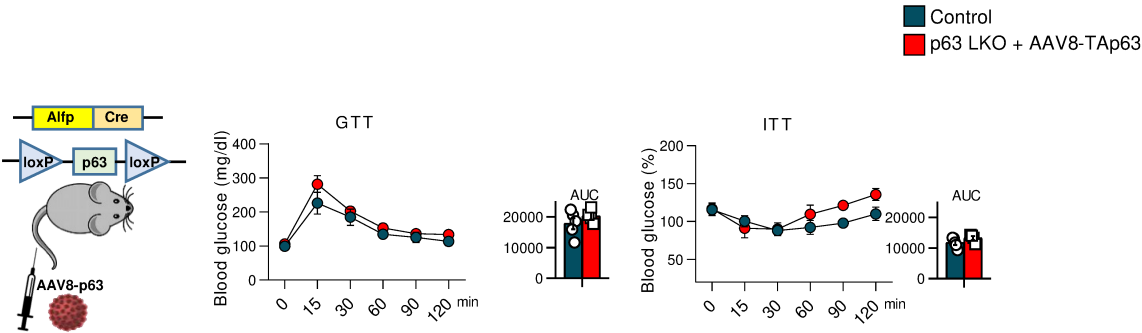 Control
p63 LKO + AAV8-TAp63
Alfp Cre
loxP p63 loxP
AAV8-p63
GTT
Blood glucose (mg/dl)
400
300
200
100
0
0 15 30 60 90 120 min
AUC
20000
10000
0
ITT
Blood glucose (%)
200
150
100
50
0 15 30 60 90 120 min
AUC
20000
10000
0